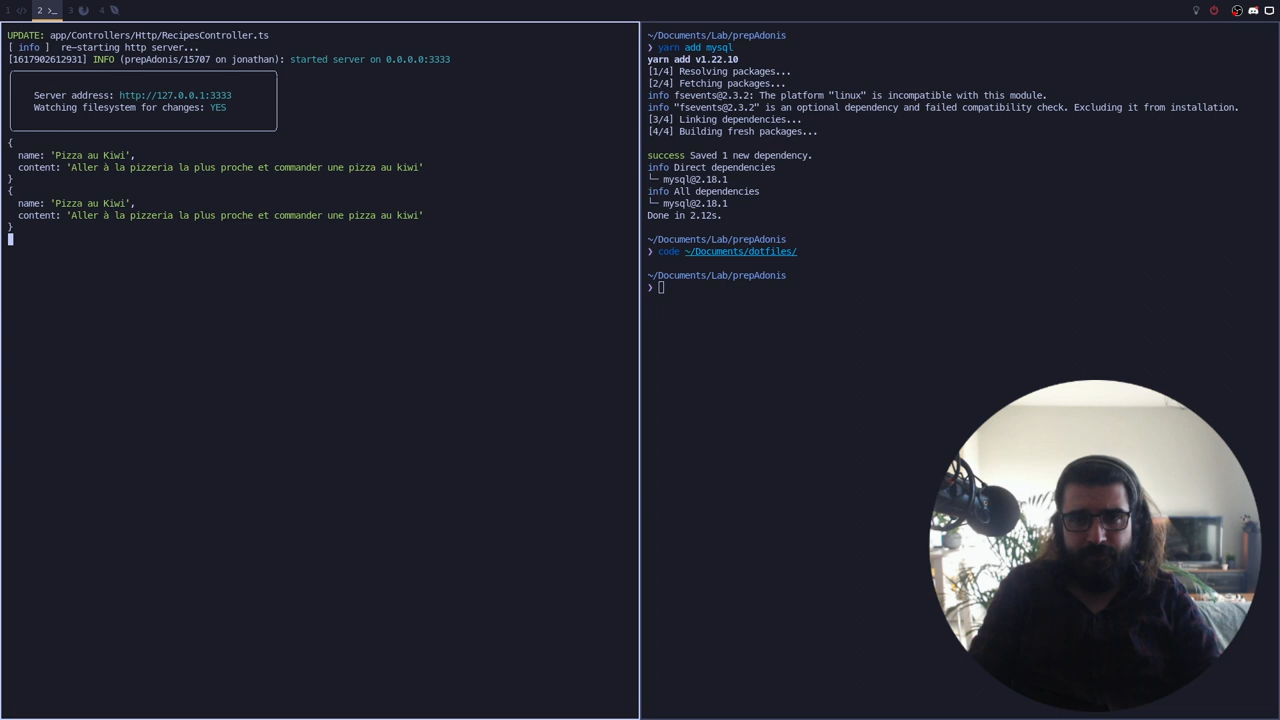 1 </>
2 >_
3
4
UPDATE: app/Controllers/Http/RecipesController.ts
[ info ]  re-starting http server...
[1617902612931] INFO (prepAdonis/15707 on jonathan): started server on 0.0.0.0:3333
Server address: http://127.0.0.1:3333
Watching filesystem for changes: YES
{
  name: 'Pizza au Kiwi',
  content: 'Aller à la pizzeria la plus proche et commander une pizza au kiwi'
}
{
  name: 'Pizza au Kiwi',
  content: 'Aller à la pizzeria la plus proche et commander une pizza au kiwi'
}
~/Documents/Lab/prepAdonis
❯ yarn add mysql
yarn add v1.22.10
[1/4] Resolving packages...
[2/4] Fetching packages...
info fsevents@2.3.2: The platform "linux" is incompatible with this module.
info "fsevents@2.3.2" is an optional dependency and failed compatibility check. Excluding it from installation.
[3/4] Linking dependencies...
[4/4] Building fresh packages...
success Saved 1 new dependency.
info Direct dependencies
└─ mysql@2.18.1
info All dependencies
└─ mysql@2.18.1
Done in 2.12s.
~/Documents/Lab/prepAdonis
❯ code ~/Documents/dotfiles/
~/Documents/Lab/prepAdonis
❯